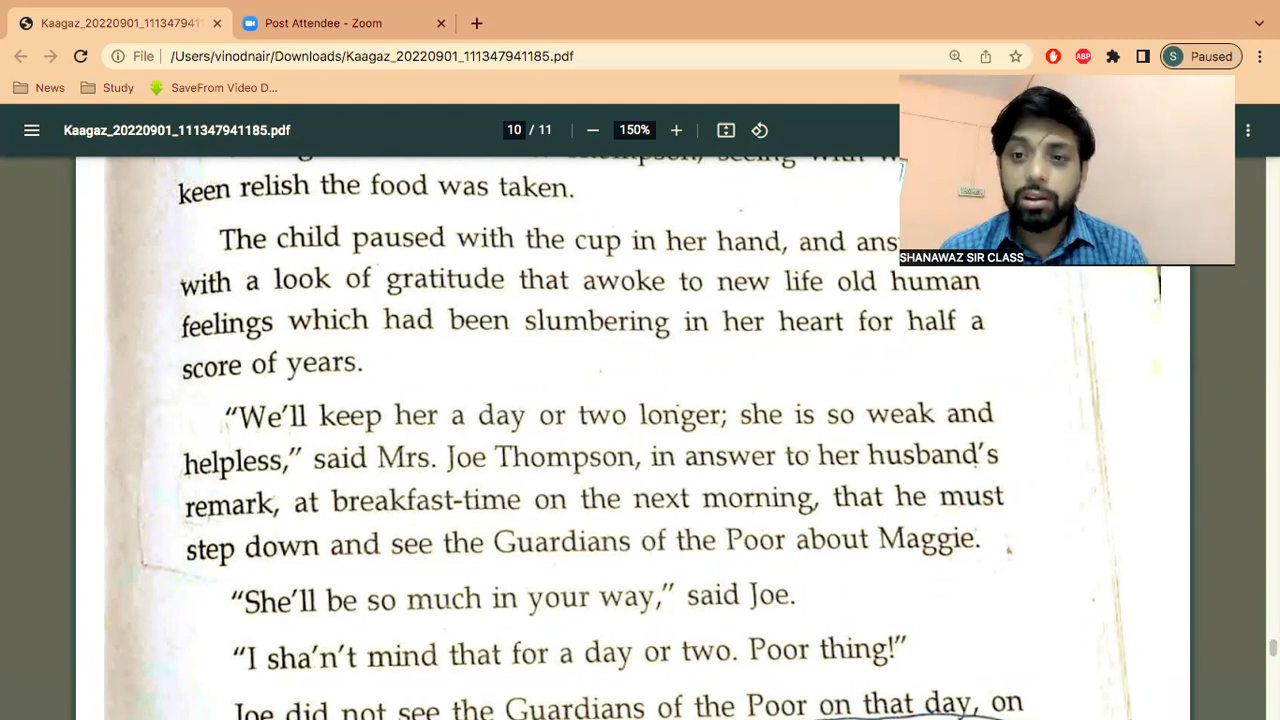 Kaagaz_20220901_1113479411
Post Attendee - Zoom
File
/Users/vinodnair/Downloads/Kaagaz_20220901_111347941185.pdf
S
Paused
ABP
News
Study
SaveFrom Video D...
Kaagaz_20220901_111347941185.pdf
10 / 11
150%
Thompson, seeing with
keen relish the food was taken.
The child paused with the cup in her hand, and
with a look of gratitude that awoke to new life old human
feelings which had been slumbering in her heart for half a
score of years.
"We'll keep her a day or two longer; she is so weak and
helpless," said Mrs. Joe Thompson, in answer to her husband's
remark, at breakfast-time on the next morning, that he must
step down and see the Guardians of the Poor about Maggie.
"She'll be so much in your way," said Joe.
"I sha'n't mind that for a day or two. Poor thing!"
Joe did not see the Guardians of the Poor on that day, on
SHANAWAZ SIR CLASS